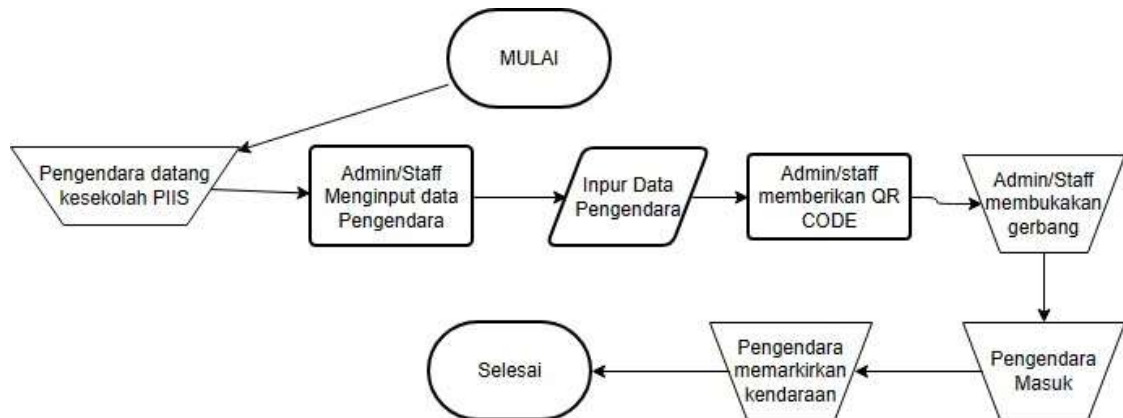 MULAI
Pengendara datang
kesekolah PIIS
Admin/Staff
Menginput data
Pengendara
Inpur Data
Pengendara
Admin/staff
memberikan QR
CODE
Admin/Staff
membukakan
gerbang
Pengendara
Masuk
Pengendara
memarkirkan
kendaraan
Selesai